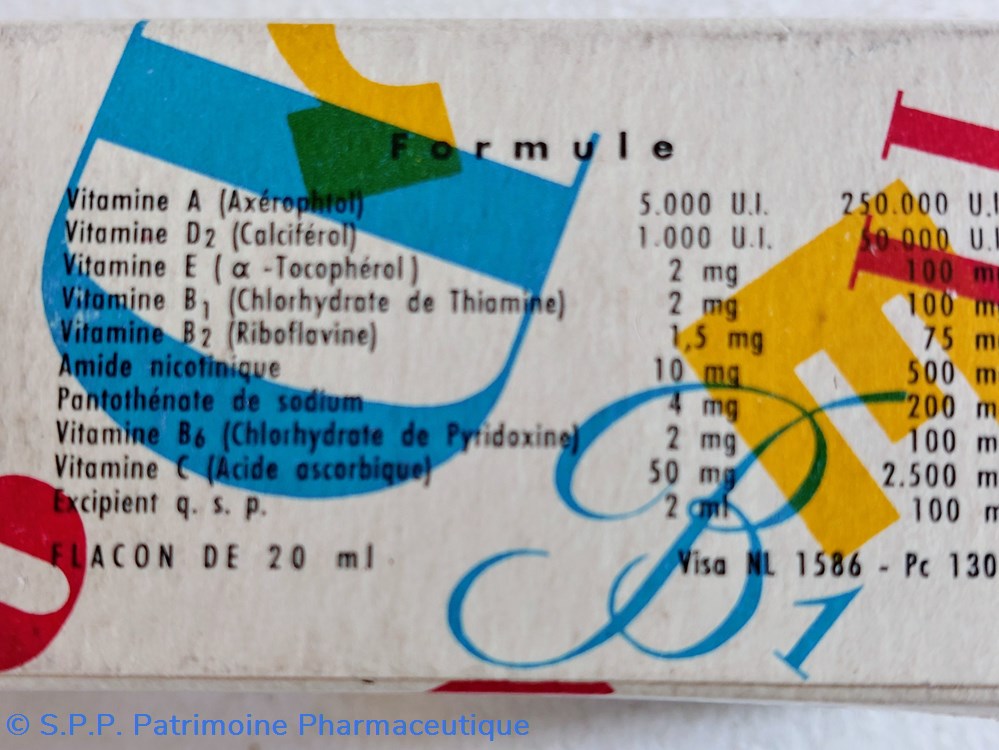 Formule
Vitamine A (Axérophtol) 5.000 U.I. 250.000 U.I
Vitamine D2 (Calciférol) 1.000 U.I. 50.000 U.I
Vitamine E ( α -Tocophérol) 2 mg 100 m
Vitamine B1 (Chlorhydrate de Thiamine) 2 mg 100 m
Vitamine B2 (Riboflavine) 1,5 mg 75 m
Amide nicotinique 10 mg 500 m
Pantothénate de sodium 4 mg 200 m
Vitamine B6 (Chlorhydrate de Pyridoxine) 2 mg 100 m
Vitamine C (Acide ascorbique) 50 mg 2.500 m
Excipient q. s. p. 2 ml 100 m
FLACON DE 20 ml Visa NL 1586 - Pc 130
B1
© S.P.P. Patrimoine Pharmaceutique